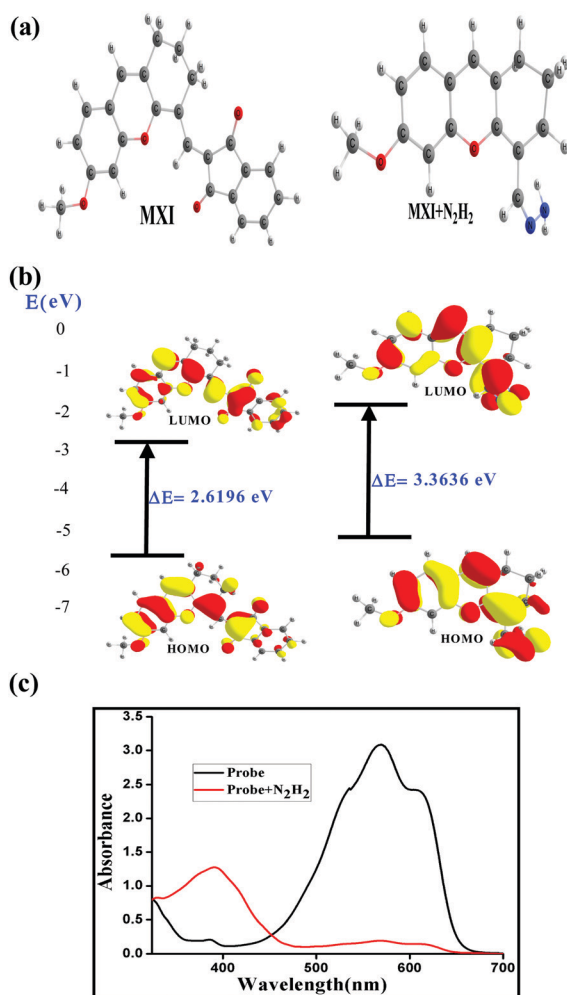 (a)
MXI
MXI+N₂H₂
(b)
E(eV)
0
-1
-2
-3
-4
-5
-6
-7
LUMO
ΔE= 2.6196 eV
HOMO
LUMO
ΔE= 3.3636 eV
HOMO
(c)
Probe
Probe+N₂H₂
Absorbance
3.5
3.0
2.5
2.0
1.5
1.0
0.5
0.0
400 500 600 700
Wavelength(nm)